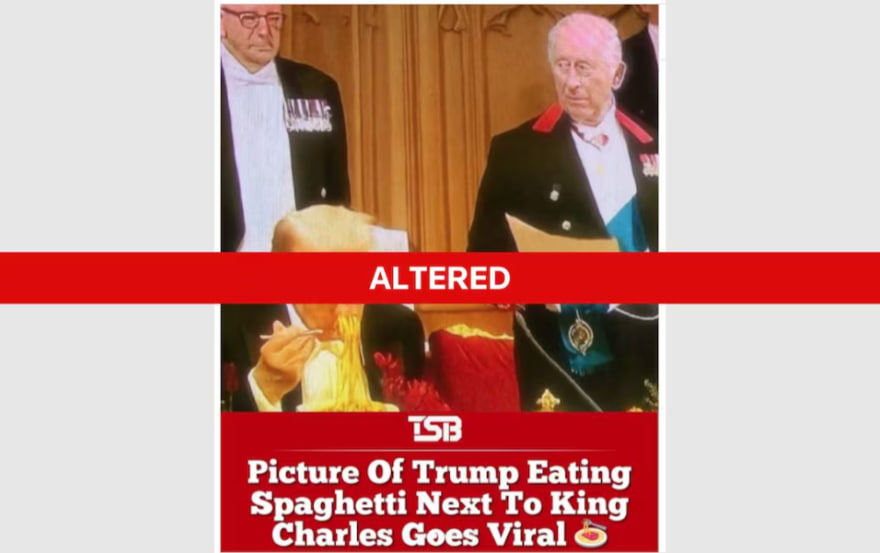 ALTERED
TSB
Picture Of Trump Eating
Spaghetti Next To King
Charles Goes Viral